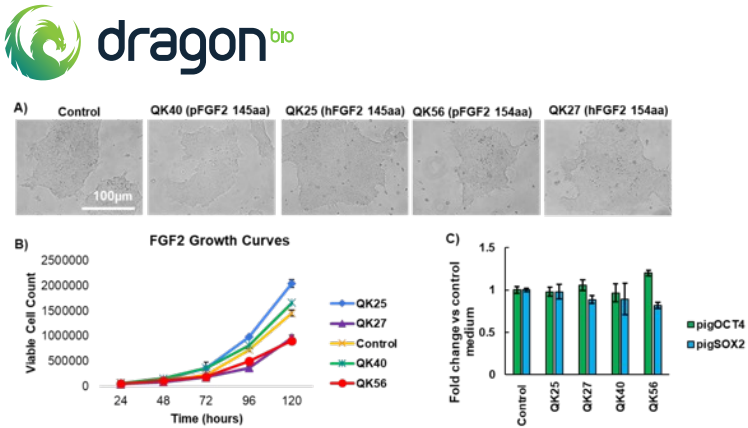 dragon bio
A)
Control QK40 (pFGF2 145aa) QK25 (hFGF2 145aa) QK56 (pFGF2 154aa) QK27 (hFGF2 154aa)
100µm
B)
FGF2 Growth Curves
Viable Cell Count
2500000
2000000
1500000
1000000
500000
0
24 48 72 96 120
Time (hours)
QK25
QK27
Control
QK40
QK56
C)
Fold change vs control
medium
1.5
1
0.5
0
Control
QK25
QK27
QK40
QK56
pigOCT4
pigSOX2